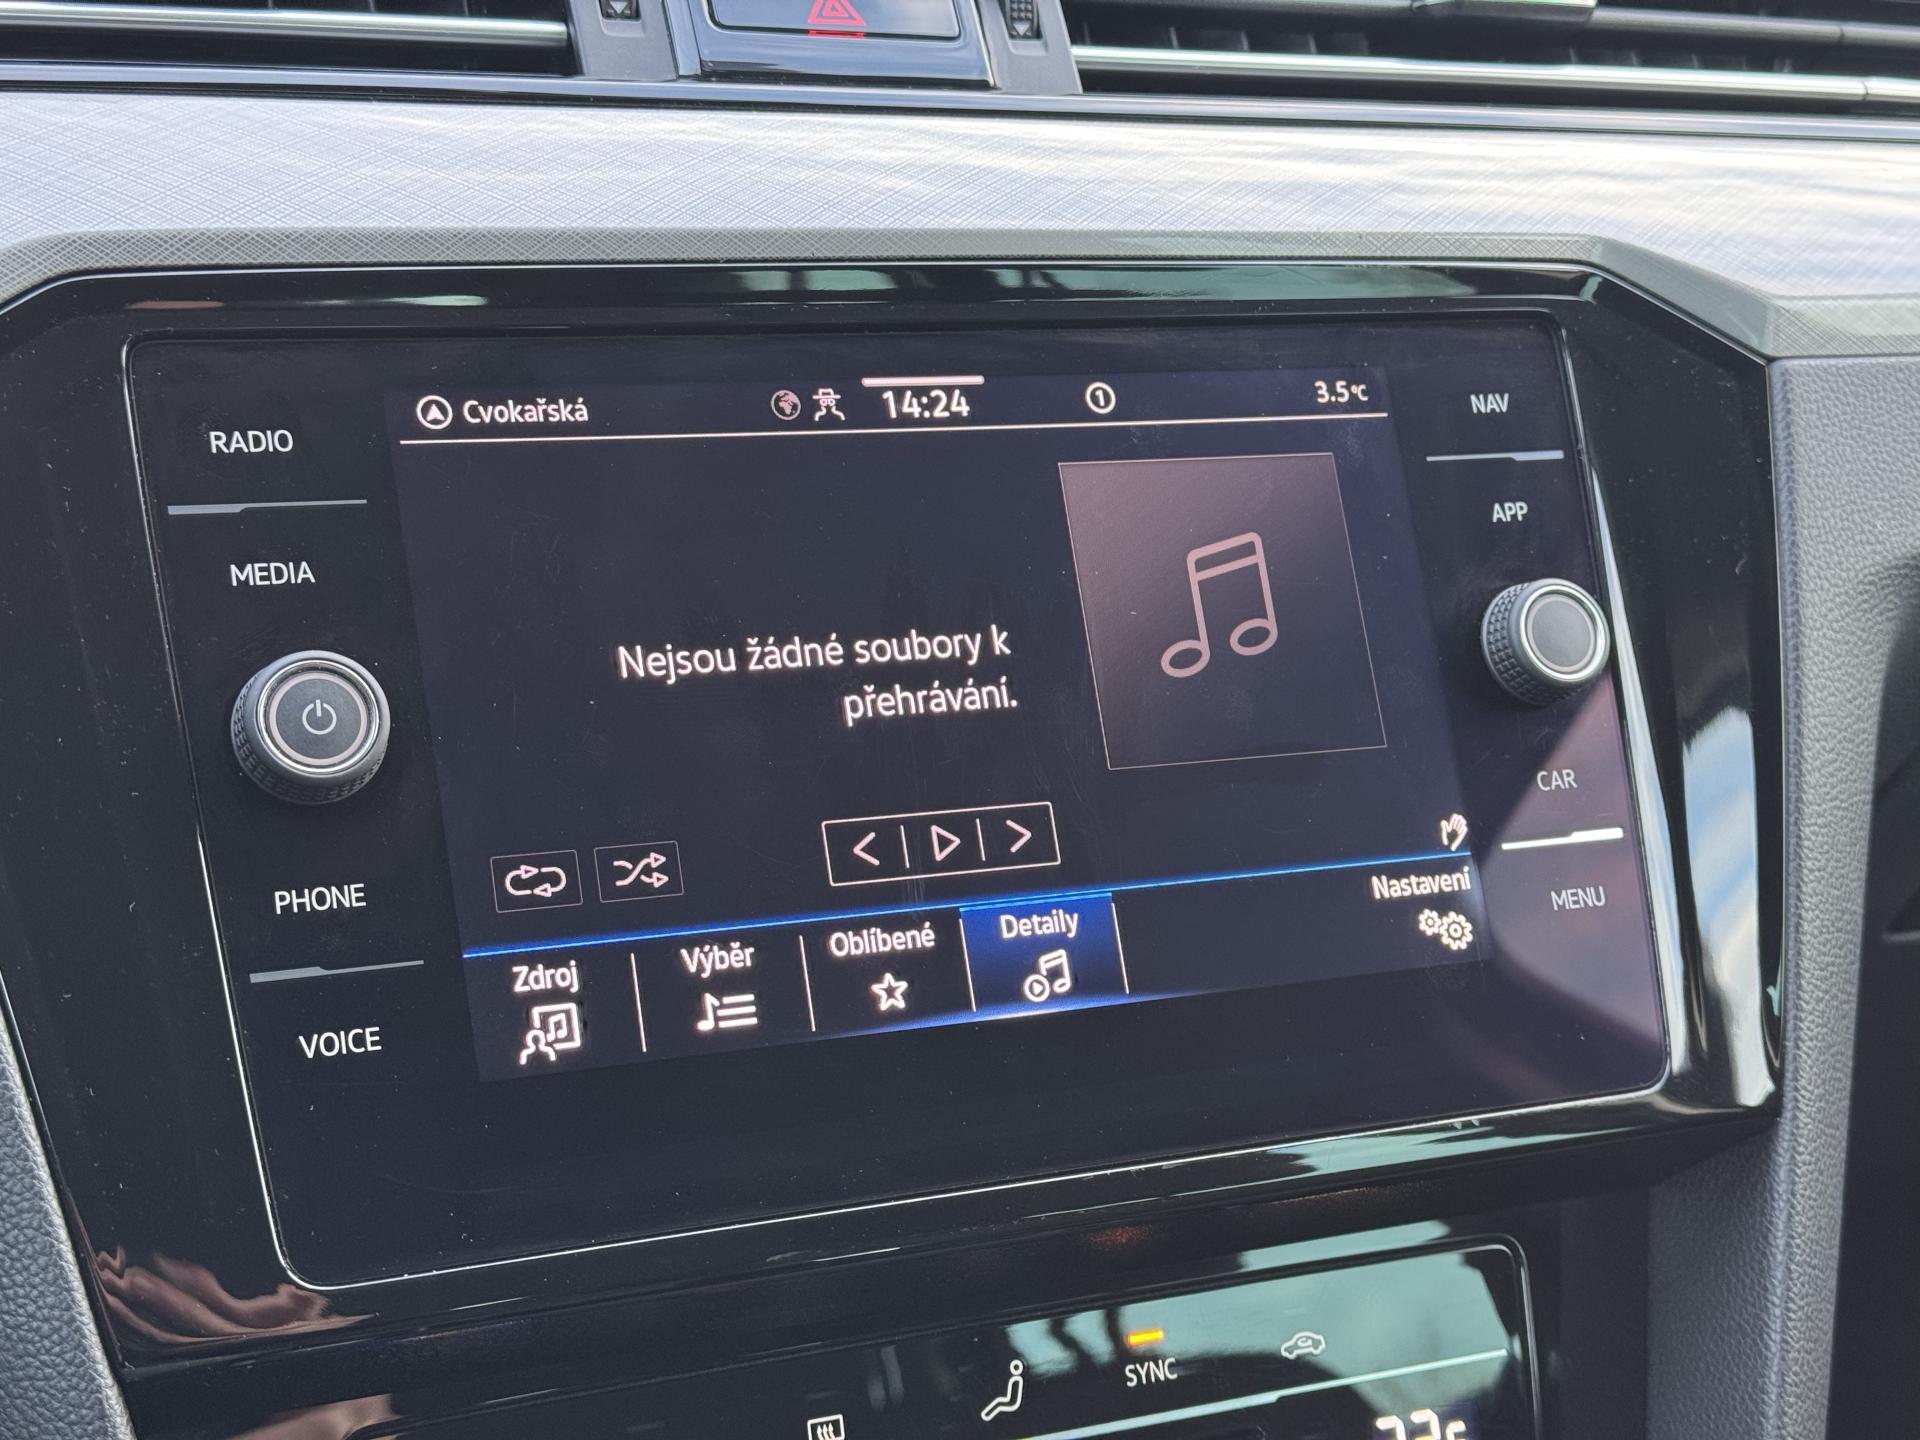 Cvokařská
14:24
1
3.5°C
RADIO
NAV
MEDIA
APP
Nejsou žádné soubory k
přehrávání.
CAR
PHONE
MENU
VOICE
Zdroj
Výběr
Oblíbené
Detaily
Nastavení
SYNC